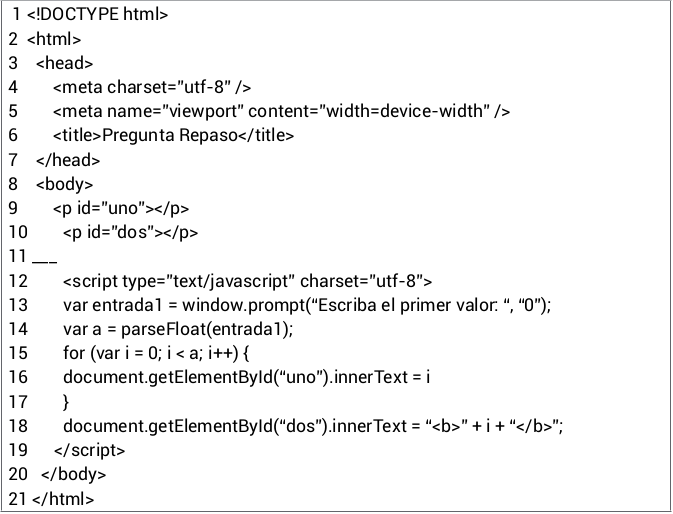 1 <!DOCTYPE html>
2 <html>
3 <head>
4 <meta charset="utf-8" />
5 <meta name="viewport" content="width=device-width" />
6 <title>Pregunta Repaso</title>
7 </head>
8 <body>
9 <p id="uno"></p>
10 <p id="dos"></p>
11 ___
12 <script type="text/javascript" charset="utf-8">
13 var entrada1 = window.prompt(“Escriba el primer valor: “, “0”);
14 var a = parseFloat(entrada1);
15 for (var i = 0; i < a; i++) {
16 document.getElementById(“uno”).innerText = i
17 }
18 document.getElementById(“dos”).innerText = “<b>” + i + “</b>”;
19 </script>
20 </body>
21 </html>